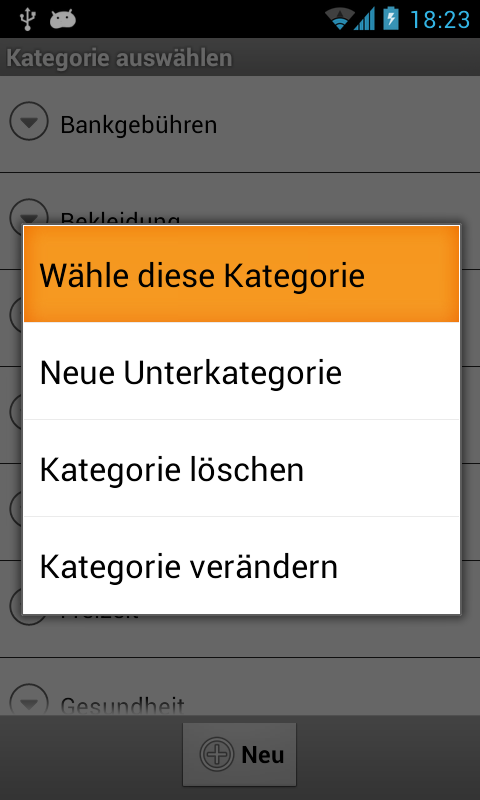 18:23
Kategorie auswählen
Bankgebühren
Bekleidung
Wähle diese Kategorie
Neue Unterkategorie
Kategorie löschen
Kategorie verändern
Freizeit
Gesundheit
Neu